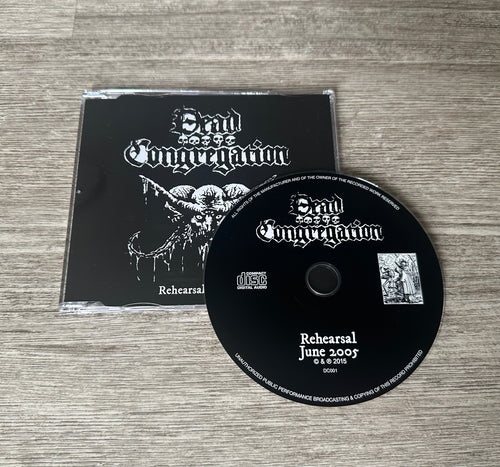 Dead
Congregation
Rehearsal
ALL RIGHTS OF THE MANUFACTURER AND OF THE OWNER OF THE RECORDED WORK RESERVED
Dead
Congregation
COMPACT
disc
DIGITAL AUDIO
Rehearsal
June 2005
© & ℗ 2015
DC001
UNAUTHORIZED PUBLIC PERFORMANCE BROADCASTING & COPYING OF THIS RECORD PROHIBITED